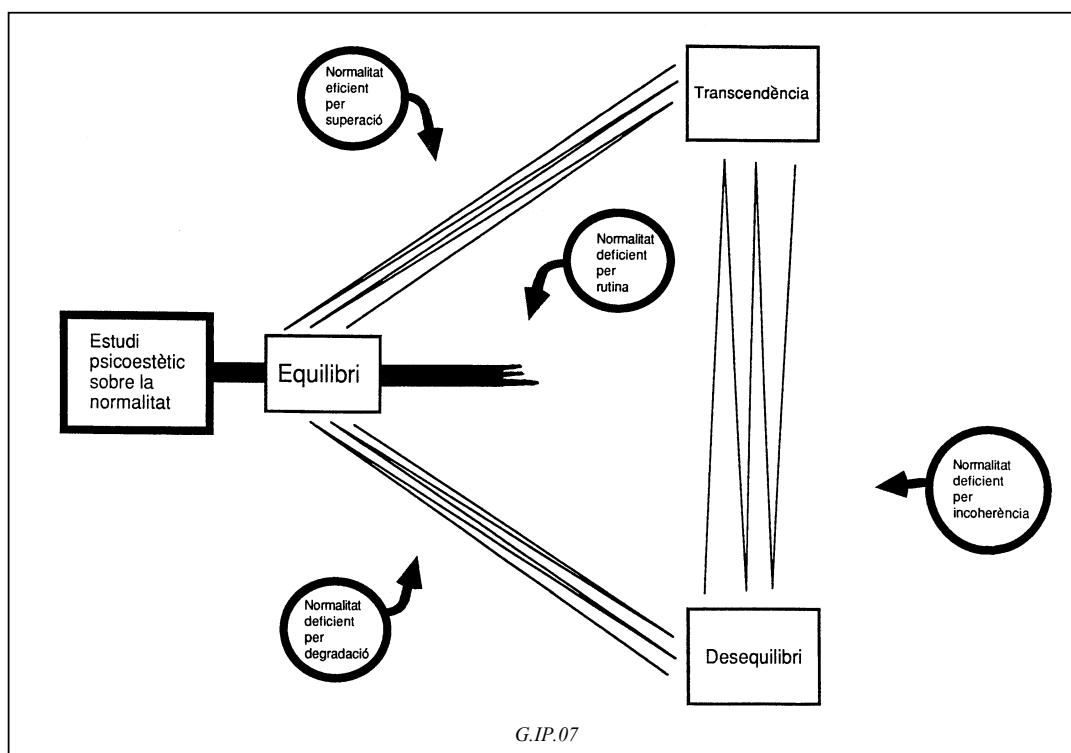 Normalitat
eficient
per
superació
Transcendència
Normalitat
deficient
per
rutina
Estudi
psicoestètic
sobre la
normalitat
Equilibri
Normalitat
deficient
per
incoherència
Normalitat
deficient
per
degradació
Desequilibri
G.IP.07